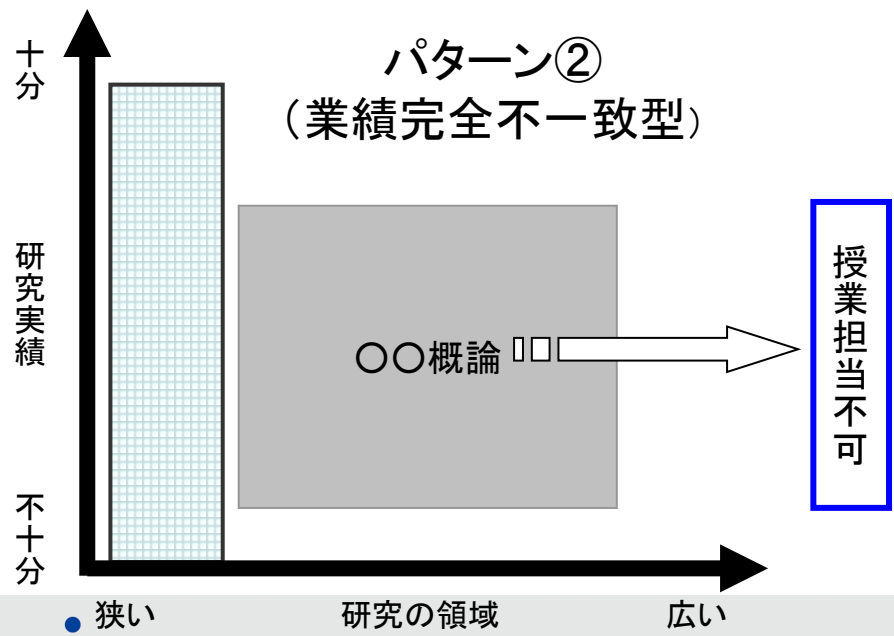 パターン②
（業績完全不一致型）
十分
研究実績
不十分
〇〇概論
授業担当不可
狭い
研究の領域
広い